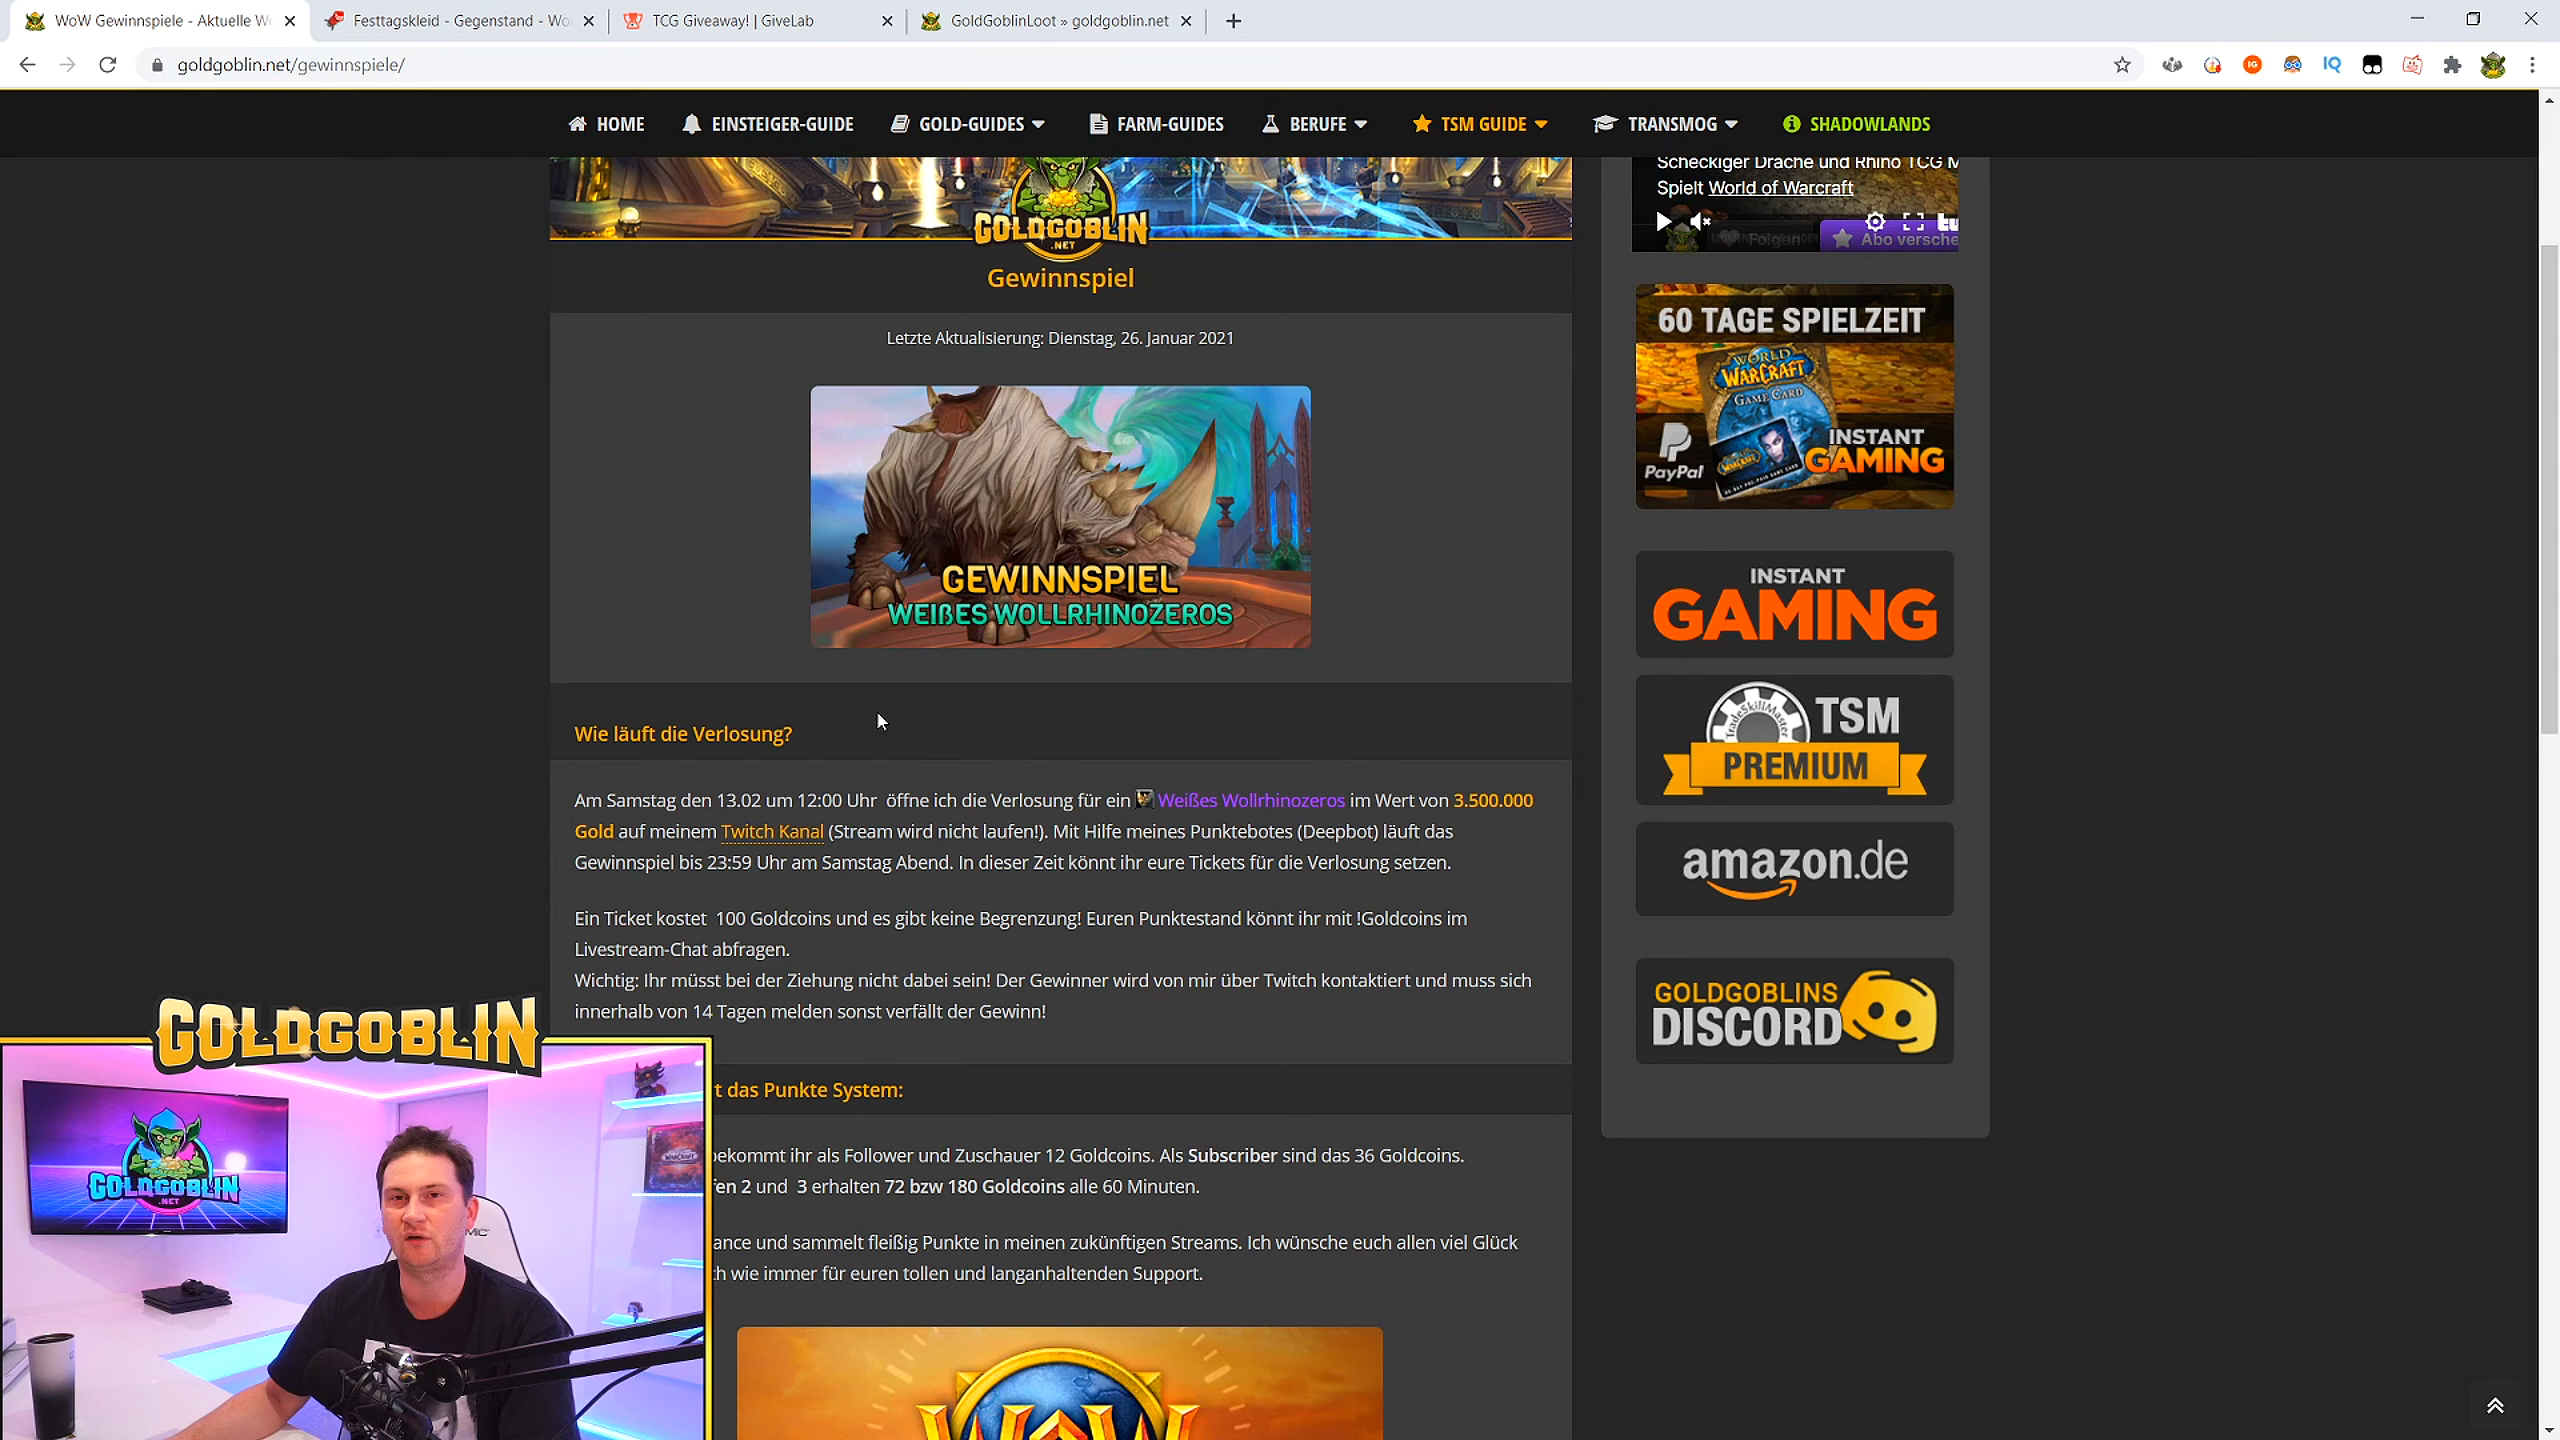 WoW Gewinnspiele - Aktuelle Wo
Festtagskleid - Gegenstand - Wo
TCG Giveaway! | GiveLab
GoldGoblinLoot » goldgoblin.net
goldgoblin.net/gewinnspiele/
HOME
EINSTEIGER-GUIDE
GOLD-GUIDES
FARM-GUIDES
BERUFE
TSM GUIDE
TRANSMOG
SHADOWLANDS
GOLDGOBLIN
.NET
Gewinnspiel
Letzte Aktualisierung: Dienstag, 26. Januar 2021
GEWINNSPIEL
WEIßES WOLLRHINOZEROS
Wie läuft die Verlosung?
Am Samstag den 13.02 um 12:00 Uhr öffne ich die Verlosung für ein Weißes Wollrhinozeros im Wert von 3.500.000
Gold auf meinem Twitch Kanal (Stream wird nicht laufen!). Mit Hilfe meines Punktebotes (Deepbot) läuft das
Gewinnspiel bis 23:59 Uhr am Samstag Abend. In dieser Zeit könnt ihr eure Tickets für die Verlosung setzen.
Ein Ticket kostet 100 Goldcoins und es gibt keine Begrenzung! Euren Punktestand könnt ihr mit !Goldcoins im
Livestream-Chat abfragen.
Wichtig: Ihr müsst bei der Ziehung nicht dabei sein! Der Gewinner wird von mir über Twitch kontaktiert und muss sich
innerhalb von 14 Tagen melden sonst verfällt der Gewinn!
t das Punkte System:
bekommt ihr als Follower und Zuschauer 12 Goldcoins. Als Subscriber sind das 36 Goldcoins.
fen 2 und 3 erhalten 72 bzw 180 Goldcoins alle 60 Minuten.
ance und sammelt fleißig Punkte in meinen zukünftigen Streams. Ich wünsche euch allen viel Glück
h wie immer für euren tollen und langanhaltenden Support.
WOW
Scheckiger Drache und Rhino TCG M
Spielt World of Warcraft
Folgen
Abo versche
60 TAGE SPIELZEIT
WORLD
WARCRAFT
GAME CARD
PayPal
INSTANT
GAMING
INSTANT
GAMING
TradeSkillMaster
TSM
PREMIUM
amazon.de
GOLDGOBLINS
DISCORD
GOLDGOBLIN
GOLDGOBLIN
.NET
WARCRAFT